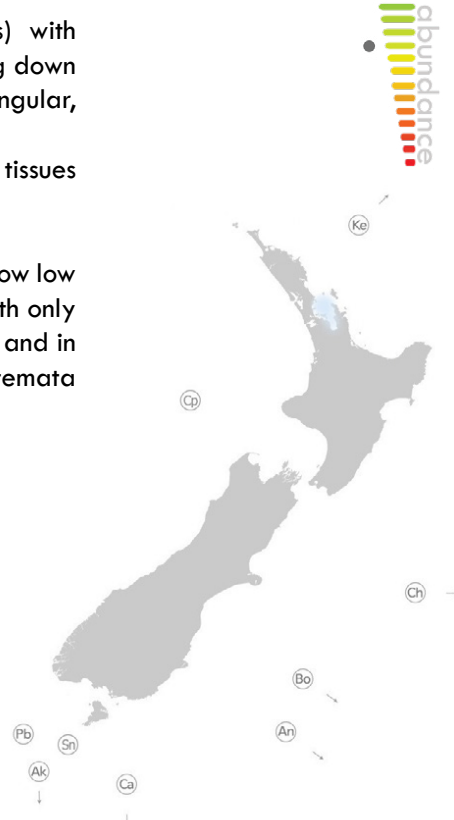 s) with
g down
ngular,
tissues
ow low
th only
and in
emata
abundance
Ke
Cp
Ch
Bo
An
Pb
Sn
Ak
Ca